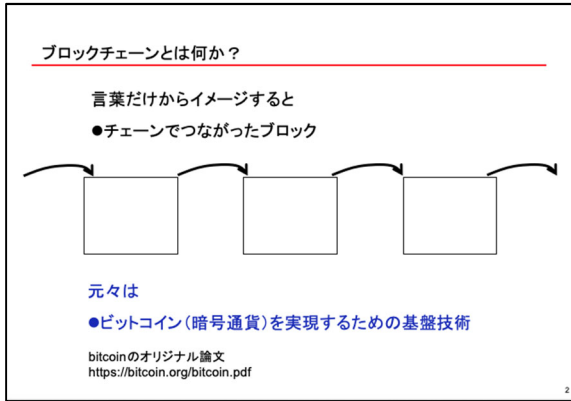 ブロックチェーンとは何か？
言葉だけからイメージすると
●チェーンでつながったブロック
元々は
●ビットコイン（暗号通貨）を実現するための基盤技術
bitcoinのオリジナル論文
https://bitcoin.org/bitcoin.pdf
2